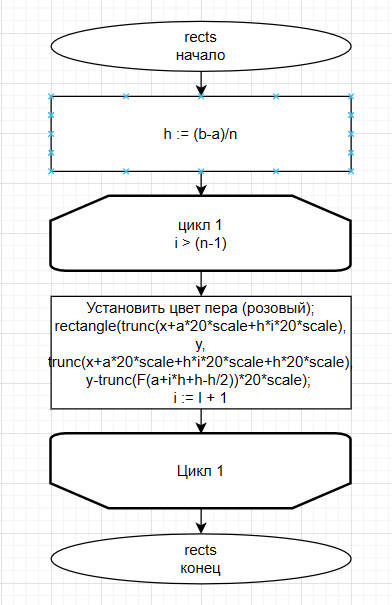 rects
начало
h := (b-a)/n
цикл 1
i > (n-1)
Установить цвет пера (розовый);
rectangle(trunc(x+a*20*scale+h*i*20*scale),
y,
trunc(x+a*20*scale+h*i*20*scale+h*20*scale),
y-trunc(F(a+i*h+h-h/2))*20*scale);
i := I + 1
Цикл 1
rects
конец